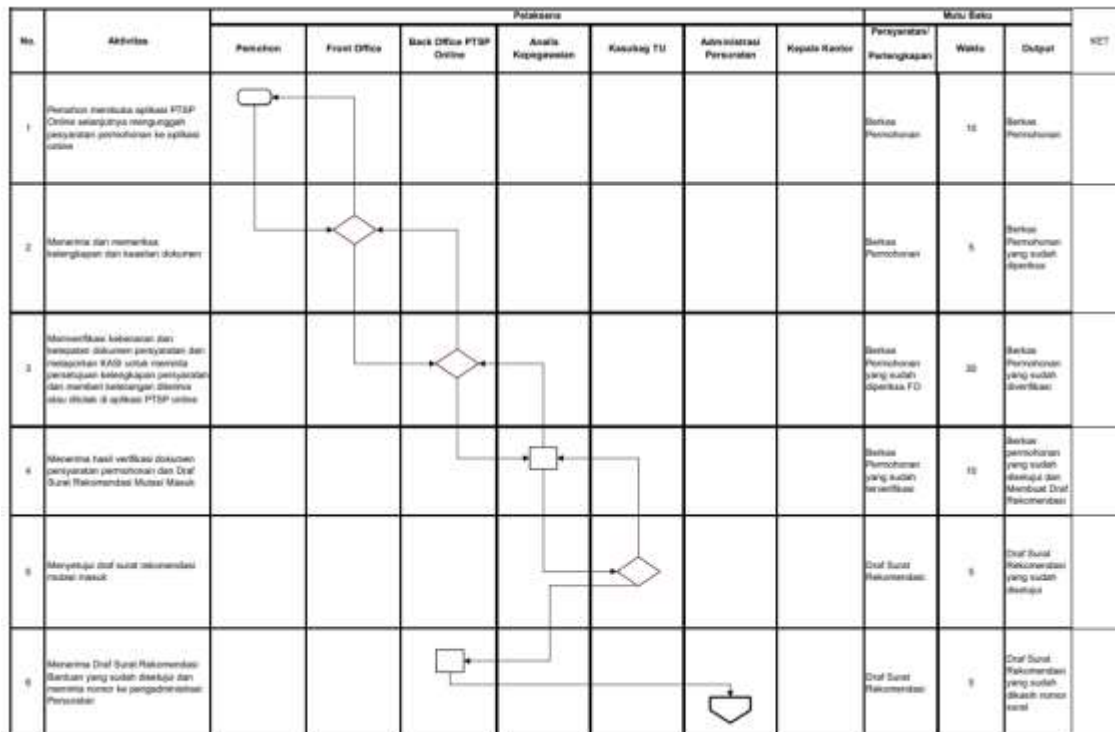 No.
Aktivitas
Pelaksana
Mutu Baku
KET
Pemohon
Front Office
Back Office PTSP
Online
Analis
Kepegawaian
Kasubag TU
Administrasi
Persuratan
Kepala Kantor
Persyaratan/
Perlengkapan
Waktu
Output
1
Pemohon membuka aplikasi PTSP
Online selanjutnya mengunggah
persyaratan permohonan ke aplikasi
online
Berkas
Permohonan
10
Berkas
Permohonan
2
Menerima dan memeriksa
kelengkapan dan keaslian dokumen
Berkas
Permohonan
5
Berkas
Permohonan
yang sudah
diperiksa
3
Memverifikasi kebenaran dan
ketepatan dokumen persyaratan dan
melaporkan KASI untuk meminta
persetujuan kelengkapan persyaratan
dan memberi keterangan diterima
atau ditolak di aplikasi PTSP online
Berkas
Permohonan
yang sudah
diperiksa FO
30
Berkas
Permohonan
yang sudah
diverifikasi
4
Menerima hasil verifikasi dokumen
persyaratan permohonan dan Draf
Surat Rekomendasi Mutasi Masuk
Berkas
Permohonan
yang sudah
terverifikasi
10
Berkas
permohonan
yang sudah
disetujui dan
Membuat Draf
Rekomendasi
5
Menyetujui draf surat rekomendasi
mutasi masuk
Draf Surat
Rekomendasi
5
Draf Surat
Rekomendasi
yang sudah
disetujui
6
Menerima Draf Surat Rekomendasi
Bantuan yang sudah disetujui dan
meminta nomor ke pengadministrasi
Persuratan
Draf Surat
Rekomendasi
5
Draf Surat
Rekomendasi
yang sudah
dikasih nomor
surat